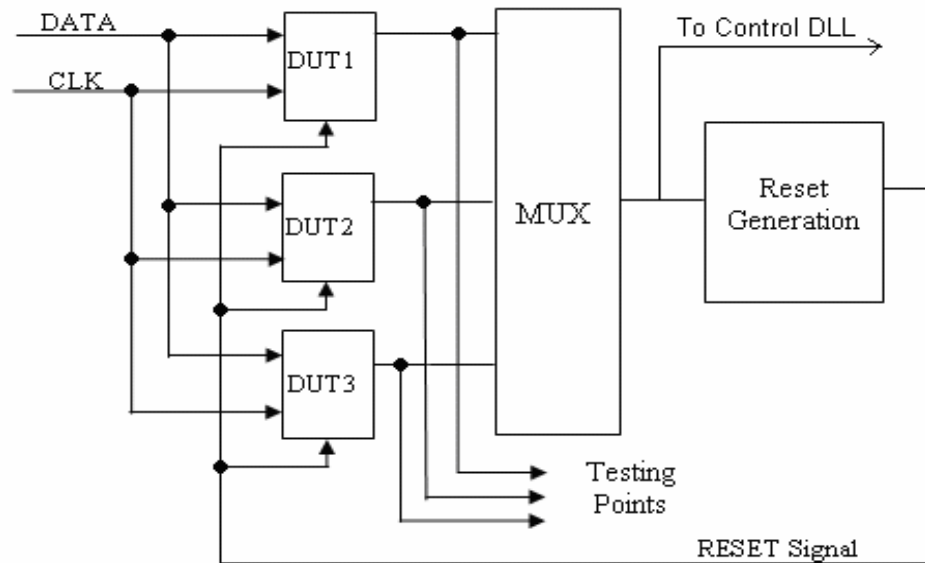 DATA
CLK
DUT1
DUT2
DUT3
MUX
To Control DLL
Reset
Generation
Testing
Points
RESET Signal